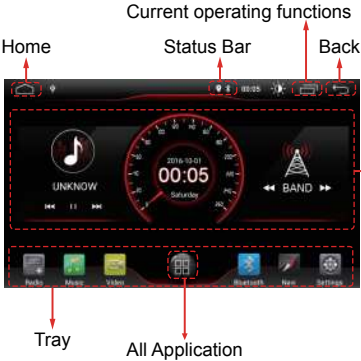 Current operating functions
Home
Status Bar
Back
00:05
2016-10-01
00:05
Saturday
UNKNOW
BAND
Radio
Music
Video
Bluetooth
Navi
Settings
Tray
All Application